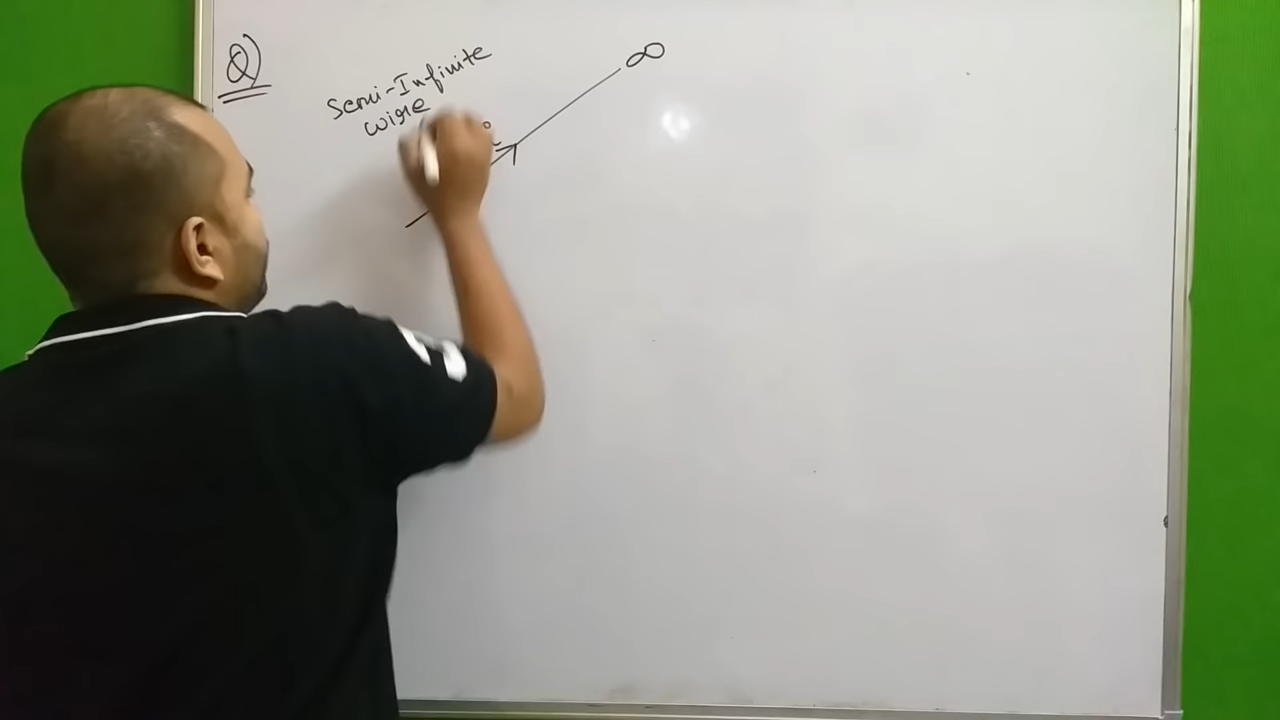 Q)
Semi-Infinite
wire
i
∞